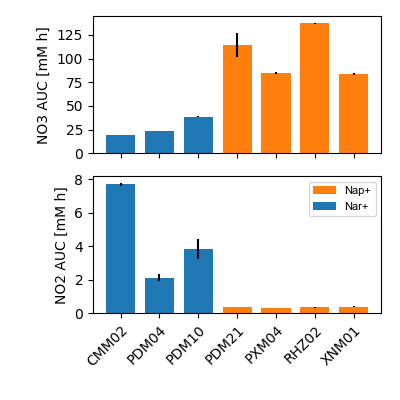 NO3 AUC [mM h]
125
100
75
50
25
0
NO2 AUC [mM h]
8
6
4
2
0
Nap+
Nar+
CMM02
PDM04
PDM10
PDM21
PXM04
RHZ02
XNM01